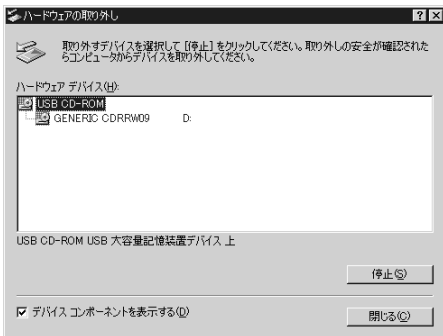 ハードウェアの取り外し
取り外すデバイスを選択して [停止] をクリックしてください。取り外しの安全が確認された
らコンピュータからデバイスを取り外してください。
ハードウェア デバイス(H):
USB CD-ROM
GENERIC CDRRW09 D:
USB CD-ROM USB 大容量記憶装置デバイス 上
停止(S)
デバイス コンポーネントを表示する(D)
閉じる(C)